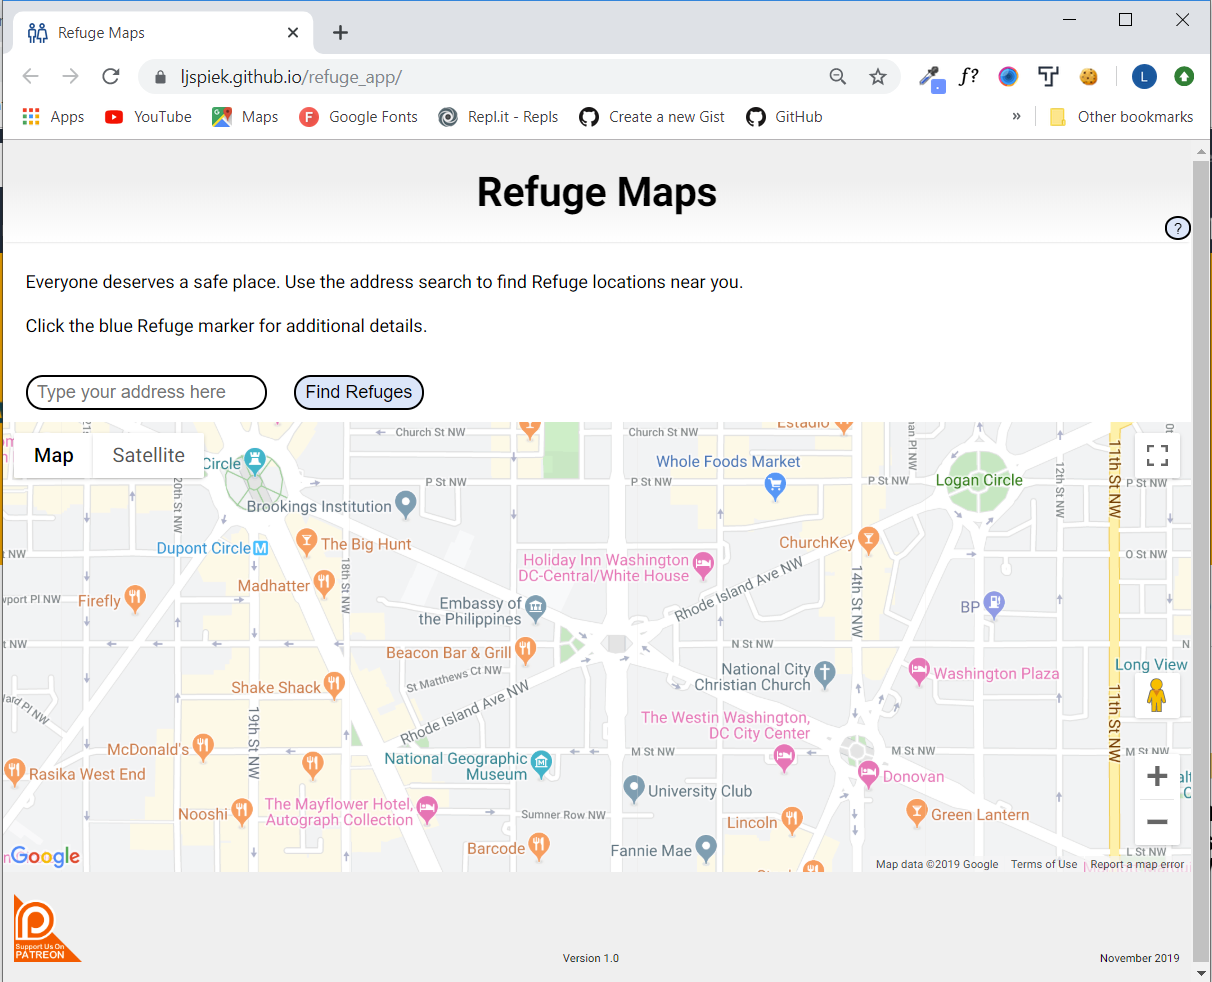 Refuge Maps
ljspiek.github.io/refuge_app/
f?
L
Apps
YouTube
Maps
F
Google Fonts
Repl.it - Repls
Create a new Gist
GitHub
»
Other bookmarks
Refuge Maps
?
Everyone deserves a safe place. Use the address search to find Refuge locations near you.
Click the blue Refuge marker for additional details.
Type your address here
Find Refuges
Church St NW
Church St NW
Estadio
Map
Satellite
Circle
Whole Foods Market
P St NW
P St NW
P St NW
P St NW
Logan Circle
11th St NW
12th St NW
20th St NW
Brookings Institution
Dupont Circle
M
The Big Hunt
ChurchKey
O St NW
Holiday Inn Washington
DC-Central/White House
Rhode Island Ave NW
14th St NW
18th St NW
Madhatter
Firefly
wport Pl NW
Embassy of
the Philippines
BP
N St NW
Beacon Bar & Grill
St Matthews Ct NW
National City
Christian Church
Washington Plaza
Long View
Shake Shack
Rhode Island Ave NW
19th St NW
11th St NW
The Westin Washington,
DC City Center
McDonald's
M St NW
M St NW
M St NW
National Geographic
Museum
Rasika West End
Donovan
University Club
Nooshi
The Mayflower Hotel,
Autograph Collection
Sumner Row NW
Lincoln
Green Lantern
Barcode
Fannie Mae
L St NW
Google
Map data ©2019 Google
Terms of Use
Report a map error
Support Us On
PATREON
Version 1.0
November 2019